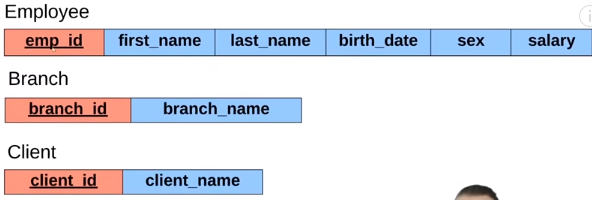 Employee
emp_id first_name last_name birth_date sex salary
Branch
branch_id branch_name
Client
client_id client_name